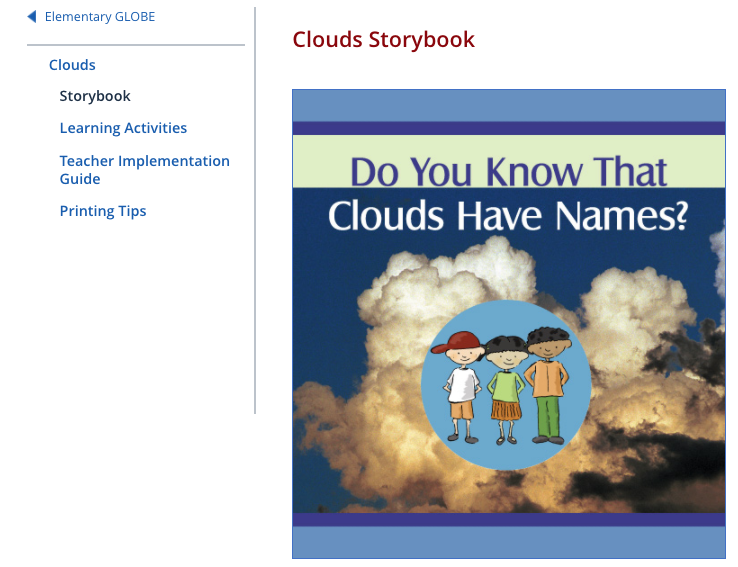 Elementary GLOBE
Clouds
Storybook
Learning Activities
Teacher Implementation
Guide
Printing Tips
Clouds Storybook
Do You Know That
Clouds Have Names?